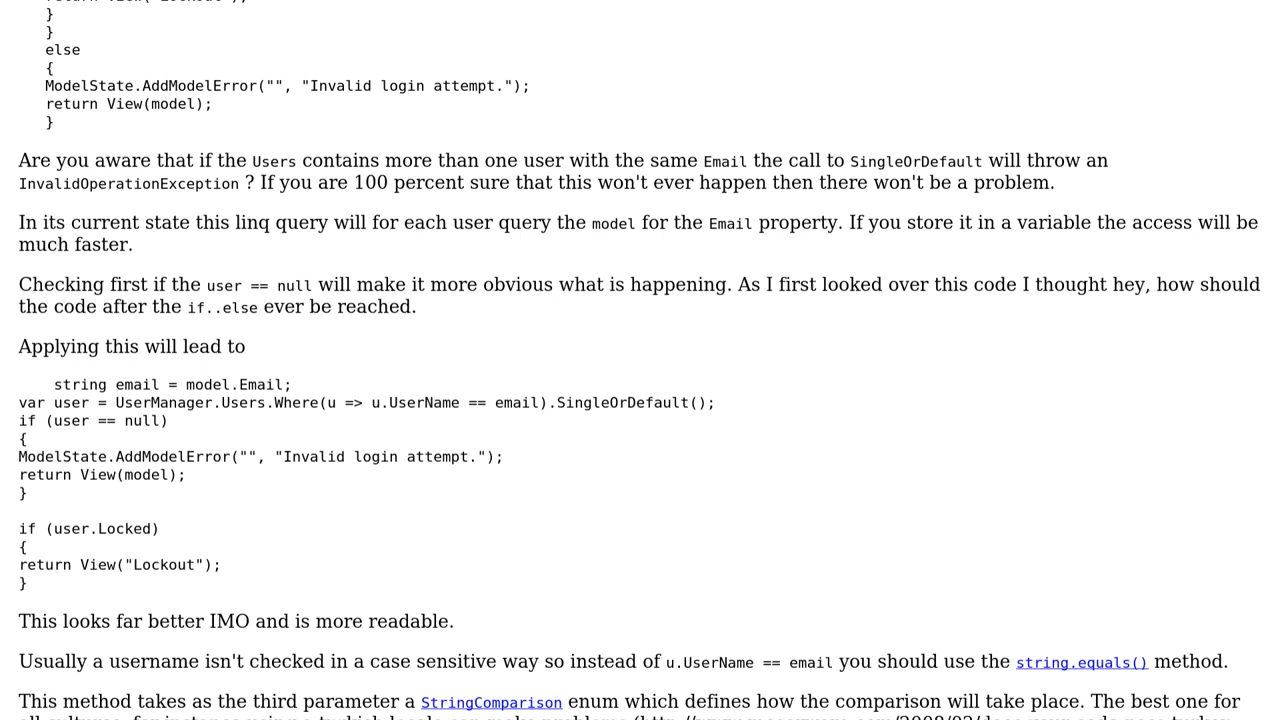 }
}
else
{
ModelState.AddModelError("", "Invalid login attempt.");
return View(model);
}
Are you aware that if the Users contains more than one user with the same Email the call to SingleOrDefault will throw an
InvalidOperationException ? If you are 100 percent sure that this won't ever happen then there won't be a problem.
In its current state this linq query will for each user query the model for the Email property. If you store it in a variable the access will be
much faster.
Checking first if the user == null will make it more obvious what is happening. As I first looked over this code I thought hey, how should
the code after the if..else ever be reached.
Applying this will lead to
string email = model.Email;
var user = UserManager.Users.Where(u => u.UserName == email).SingleOrDefault();
if (user == null)
{
ModelState.AddModelError("", "Invalid login attempt.");
return View(model);
}
if (user.Locked)
{
return View("Lockout");
}
This looks far better IMO and is more readable.
Usually a username isn't checked in a case sensitive way so instead of u.UserName == email you should use the string.equals() method.
This method takes as the third parameter a StringComparison enum which defines how the comparison will take place. The best one for